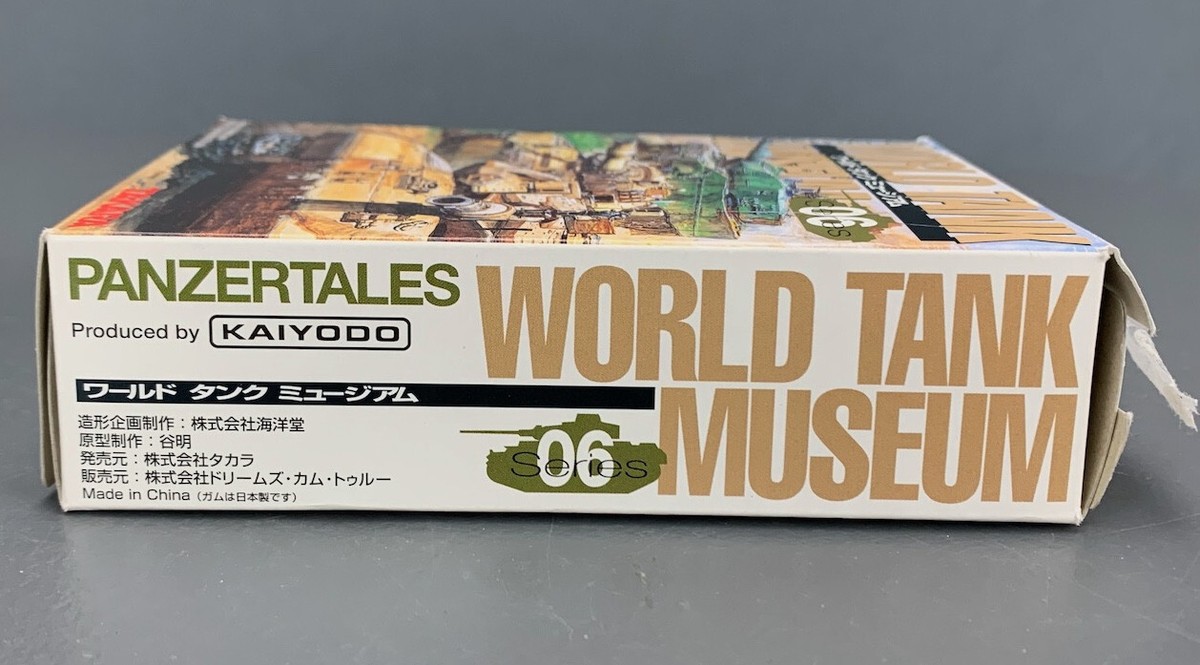 PANZERTALES
Produced by KAIYODO
WORLD TANK
MUSEUM
ワールド タンク ミュージアム
造形企画制作：株式会社海洋堂
原型制作：谷明
発売元：株式会社タカラ
販売元：株式会社ドリームズ・カム・トゥルー
Made in China（ガムは日本製です）
06
Series